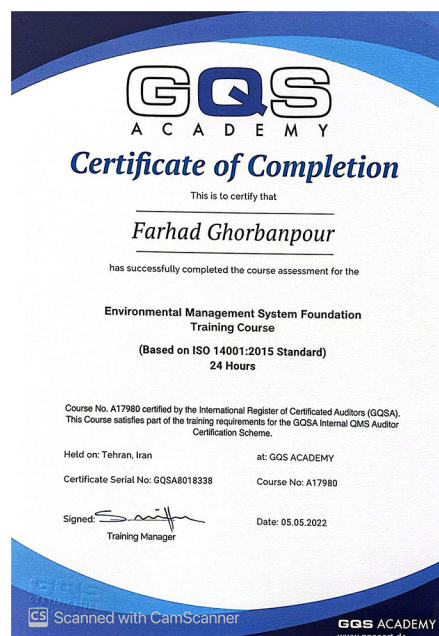 GQS
ACADEMY
Certificate of Completion
This is to certify that
Farhad Ghorbanpour
has successfully completed the course assessment for the
Environmental Management System Foundation
Training Course
(Based on ISO 14001:2015 Standard)
24 Hours
Course No. A17980 certified by the International Register of Certificated Auditors (GQSA).
This Course satisfies part of the training requirements for the GQSA Internal QMS Auditor
Certification Scheme.
Held on: Tehran, Iran
at: GQS ACADEMY
Certificate Serial No: GQSA8018338
Course No: A17980
Signed:
Training Manager
Date: 05.05.2022
GQS
CS Scanned with CamScanner
GQS ACADEMY